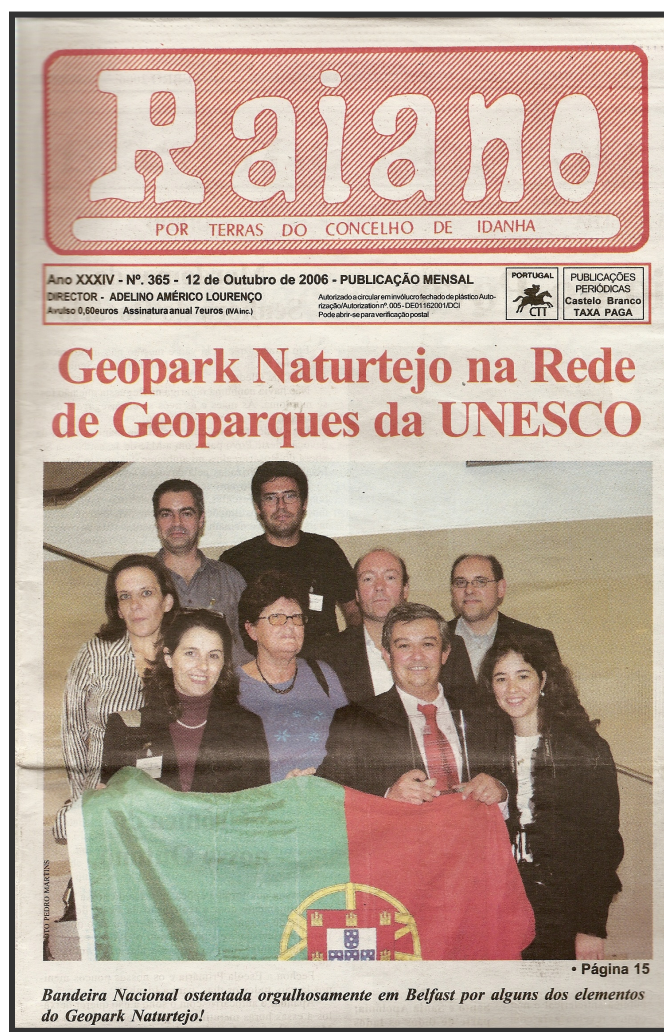 Raiano
POR TERRAS DO CONCELHO DE IDANHA
Ano XXXIV - Nº. 365 - 12 de Outubro de 2006 - PUBLICAÇÃO MENSAL
DIRECTOR - ADELINO AMÉRICO LOURENÇO
Avulso 0,60euros Assinatura anual 7euros (IVA inc.)
Autorizado a circular em invólucro fechado de plástico Auto-
rização/Autorization nº. 005 - DE01162001/DCI
Pode abrir-se para verificação postal
PORTUGAL
CTT
PUBLICAÇÕES
PERIÓDICAS
Castelo Branco
TAXA PAGA
Geopark Naturtejo na Rede
de Geoparques da UNESCO
PEDRO MARTINS
• Página 15
Bandeira Nacional ostentada orgulhosamente em Belfast por alguns dos elementos
do Geopark Naturtejo!